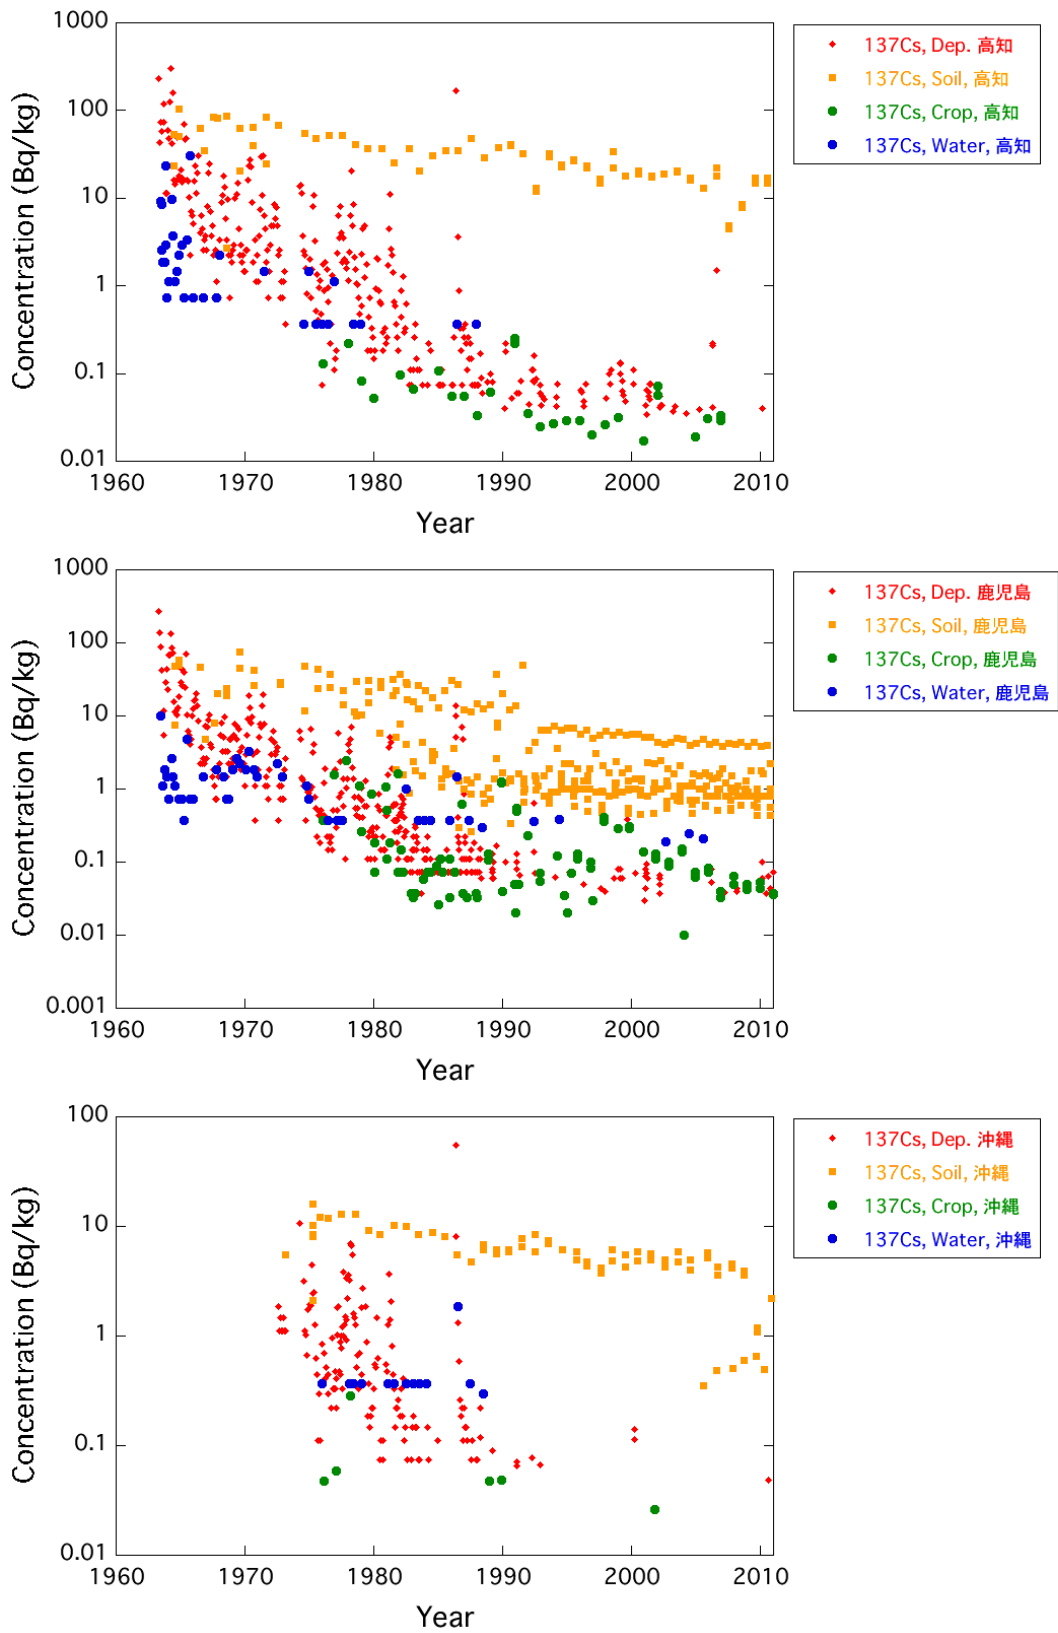 1000
100
10
1
0.1
0.01
Concentration (Bq/kg)
1960 1970 1980 1990 2000 2010
Year
137Cs, Dep. 高知
137Cs, Soil, 高知
137Cs, Crop, 高知
137Cs, Water, 高知
1000
100
10
1
0.1
0.01
0.001
Concentration (Bq/kg)
1960 1970 1980 1990 2000 2010
Year
137Cs, Dep. 鹿児島
137Cs, Soil, 鹿児島
137Cs, Crop, 鹿児島
137Cs, Water, 鹿児島
100
10
1
0.1
0.01
Concentration (Bq/kg)
1960 1970 1980 1990 2000 2010
Year
137Cs, Dep. 沖縄
137Cs, Soil, 沖縄
137Cs, Crop, 沖縄
137Cs, Water, 沖縄